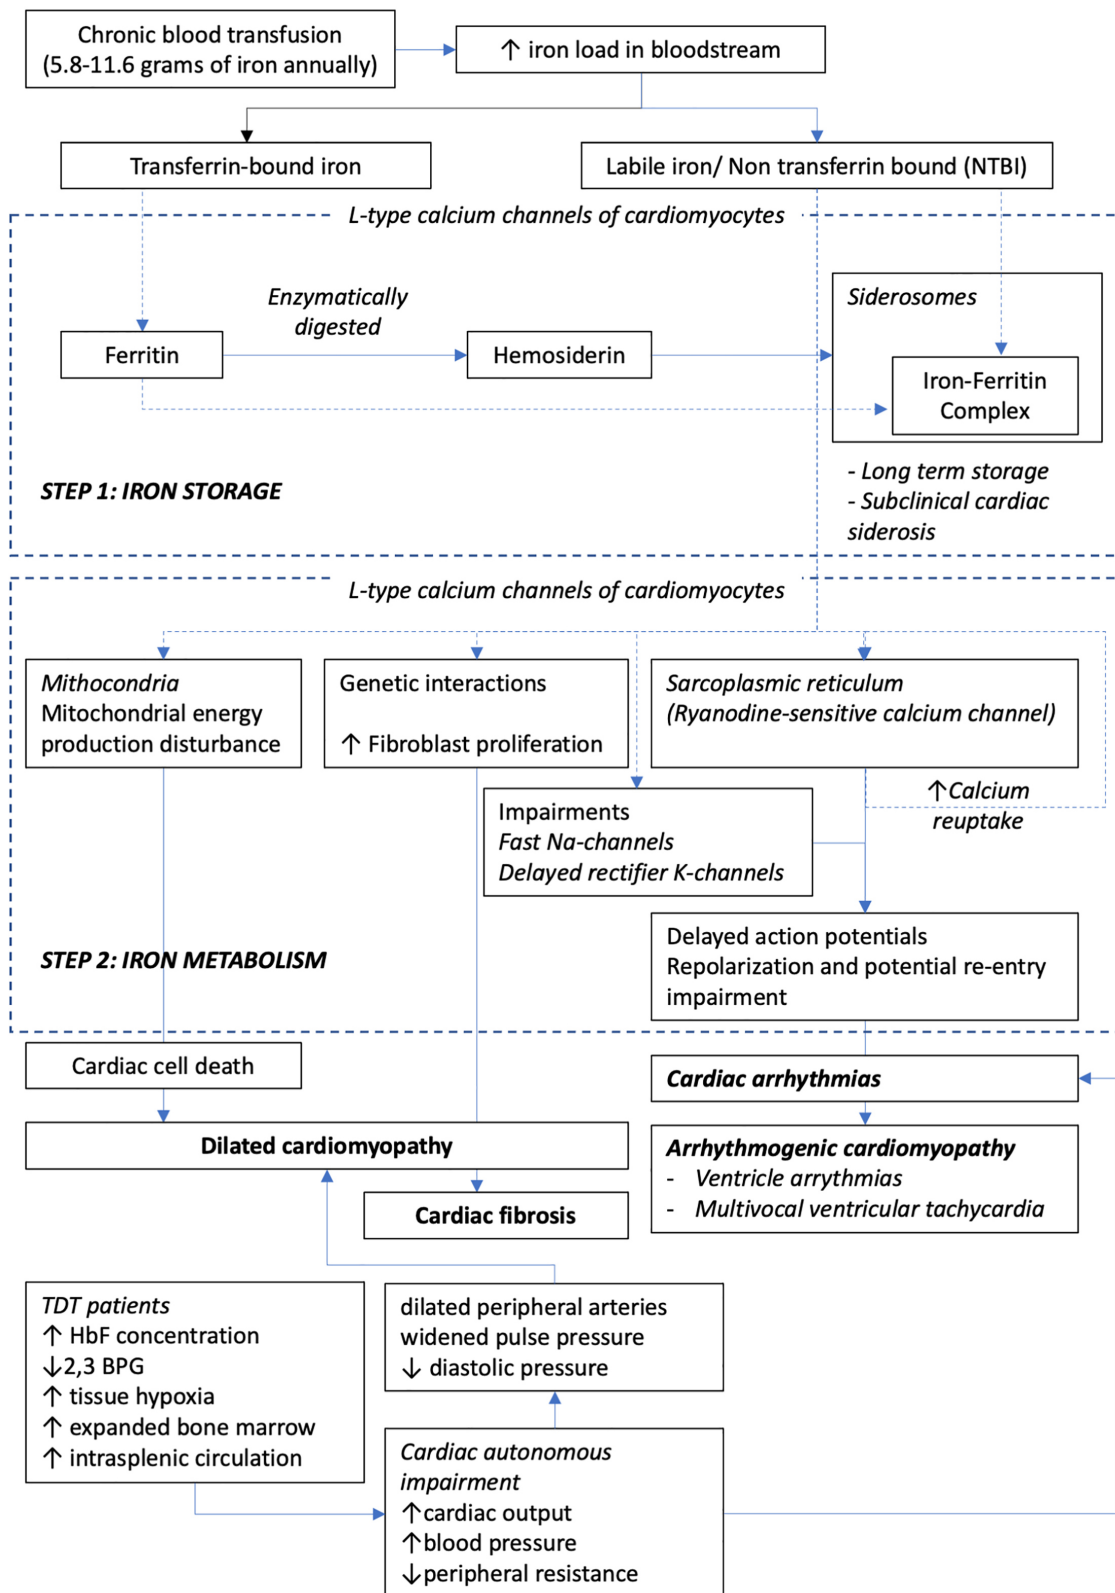 Chronic blood transfusion
(5.8-11.6 grams of iron annually)
↑ iron load in bloodstream
Transferrin-bound iron
Labile iron/ Non transferrin bound (NTBI)
L-type calcium channels of cardiomyocytes
Enzymatically
digested
Siderosomes
Ferritin
Hemosiderin
Iron-Ferritin
Complex
STEP 1: IRON STORAGE
- Long term storage
- Subclinical cardiac
siderosis
L-type calcium channels of cardiomyocytes
Mithocondria
Mitochondrial energy
production disturbance
Genetic interactions
↑ Fibroblast proliferation
Sarcoplasmic reticulum
(Ryanodine-sensitive calcium channel)
↑Calcium
reuptake
Impairments
Fast Na-channels
Delayed rectifier K-channels
STEP 2: IRON METABOLISM
Delayed action potentials
Repolarization and potential re-entry
impairment
Cardiac cell death
Cardiac arrhythmias
Dilated cardiomyopathy
Arrhythmogenic cardiomyopathy
- Ventricle arrythmias
- Multivocal ventricular tachycardia
Cardiac fibrosis
TDT patients
↑ HbF concentration
↓2,3 BPG
↑ tissue hypoxia
↑ expanded bone marrow
↑ intrasplenic circulation
dilated peripheral arteries
widened pulse pressure
↓ diastolic pressure
Cardiac autonomous
impairment
↑cardiac output
↑blood pressure
↓peripheral resistance